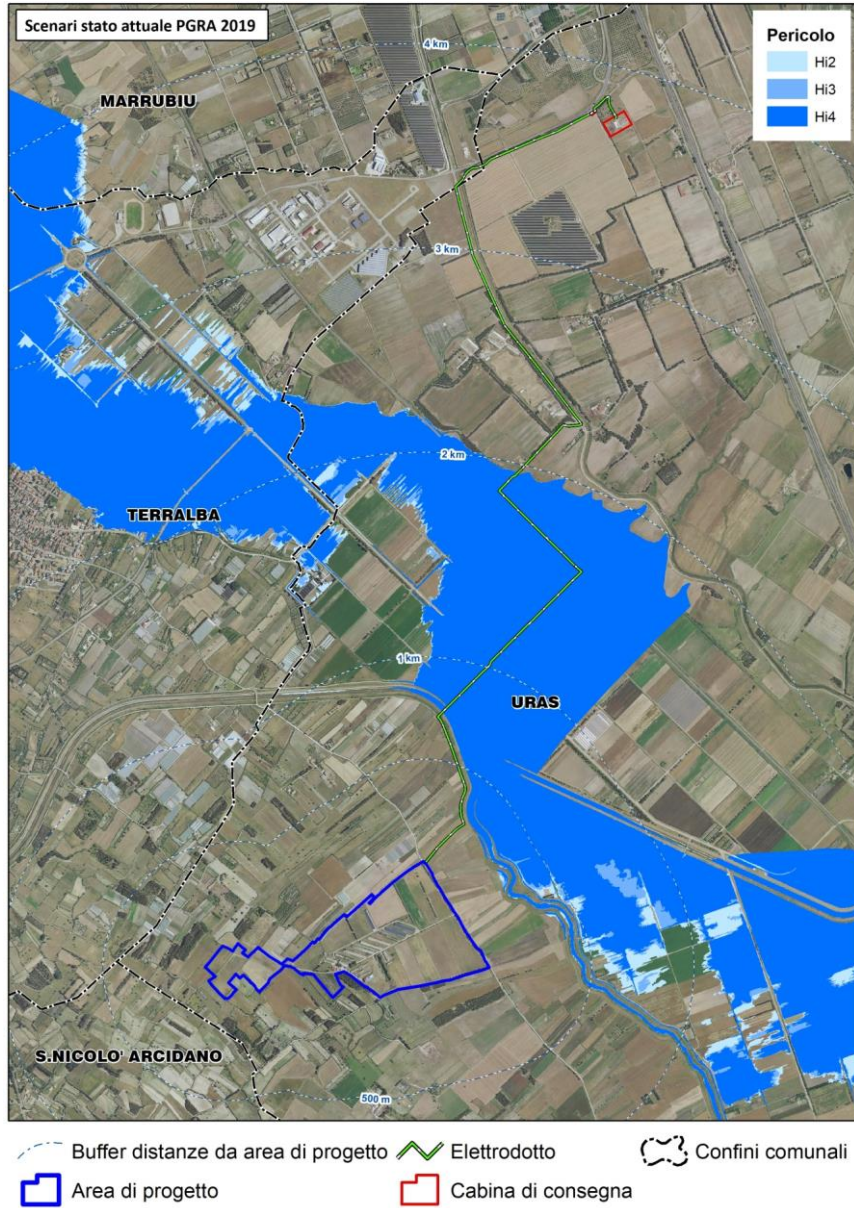 Scenari stato attuale PGRA 2019
4 km
Pericolo
Hi2
Hi3
Hi4
MARRUBIU
3 km
2 km
TERRALBA
1 km
URAS
S.NICOLO' ARCIDANO
500 m
Buffer distanze da area di progetto
Elettrodotto
Confini comunali
Area di progetto
Cabina di consegna